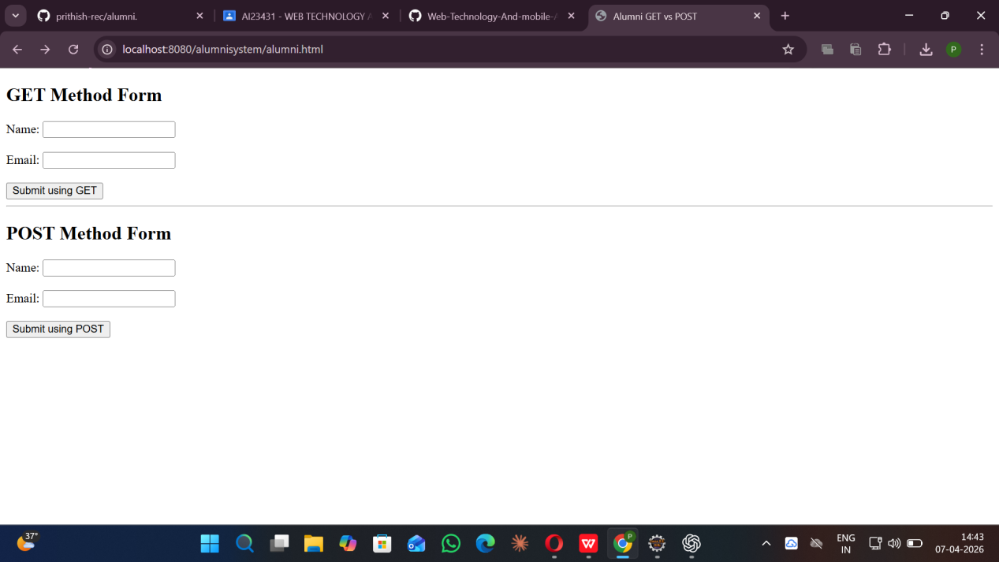 prithish-rec/alumni.
AI23431 - WEB TECHNOLOGY A
Web-Technology-And-mobile-A
Alumni GET vs POST
localhost:8080/alumnisystem/alumni.html
P
GET Method Form
Name:
Email:
Submit using GET
POST Method Form
Name:
Email:
Submit using POST
37°
W
P
ENG
IN
14:43
07-04-2026